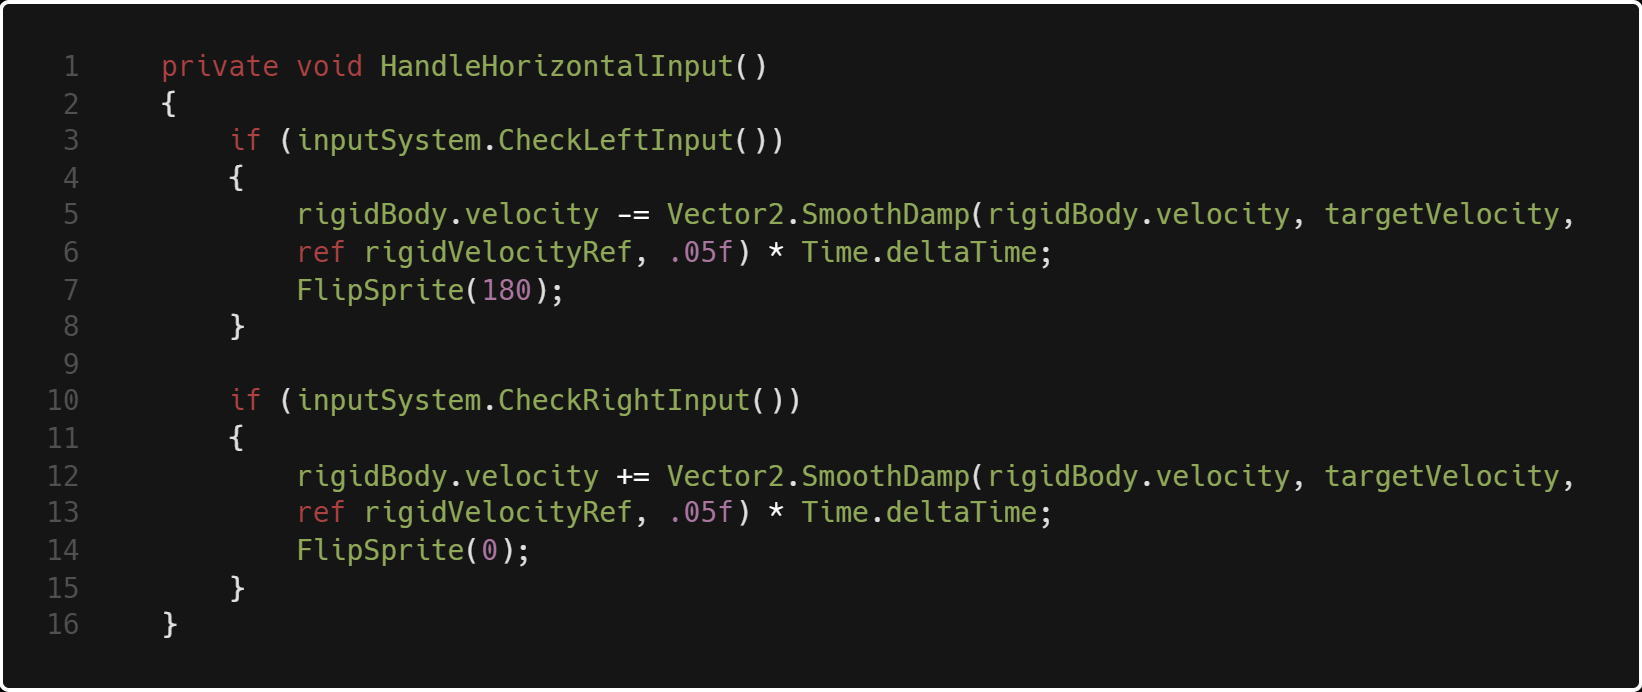 1 private void HandleHorizontalInput()
2 {
3 if (inputSystem.CheckLeftInput())
4 {
5 rigidBody.velocity -= Vector2.SmoothDamp(rigidBody.velocity, targetVelocity,
6 ref rigidVelocityRef, .05f) * Time.deltaTime;
7 FlipSprite(180);
8 }
9
10 if (inputSystem.CheckRightInput())
11 {
12 rigidBody.velocity += Vector2.SmoothDamp(rigidBody.velocity, targetVelocity,
13 ref rigidVelocityRef, .05f) * Time.deltaTime;
14 FlipSprite(0);
15 }
16 }